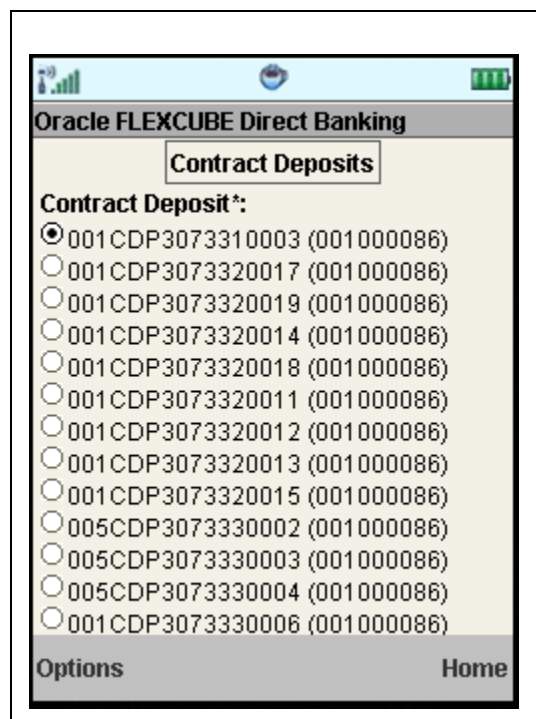 Oracle FLEXCUBE Direct Banking
Contract Deposits
Contract Deposit*:
001CDP3073310003 (001000086)
001CDP3073320017 (001000086)
001CDP3073320019 (001000086)
001CDP3073320014 (001000086)
001CDP3073320018 (001000086)
001CDP3073320011 (001000086)
001CDP3073320012 (001000086)
001CDP3073320013 (001000086)
001CDP3073320015 (001000086)
005CDP3073330002 (001000086)
005CDP3073330003 (001000086)
005CDP3073330004 (001000086)
001CDP3073330006 (001000086)
Options Home